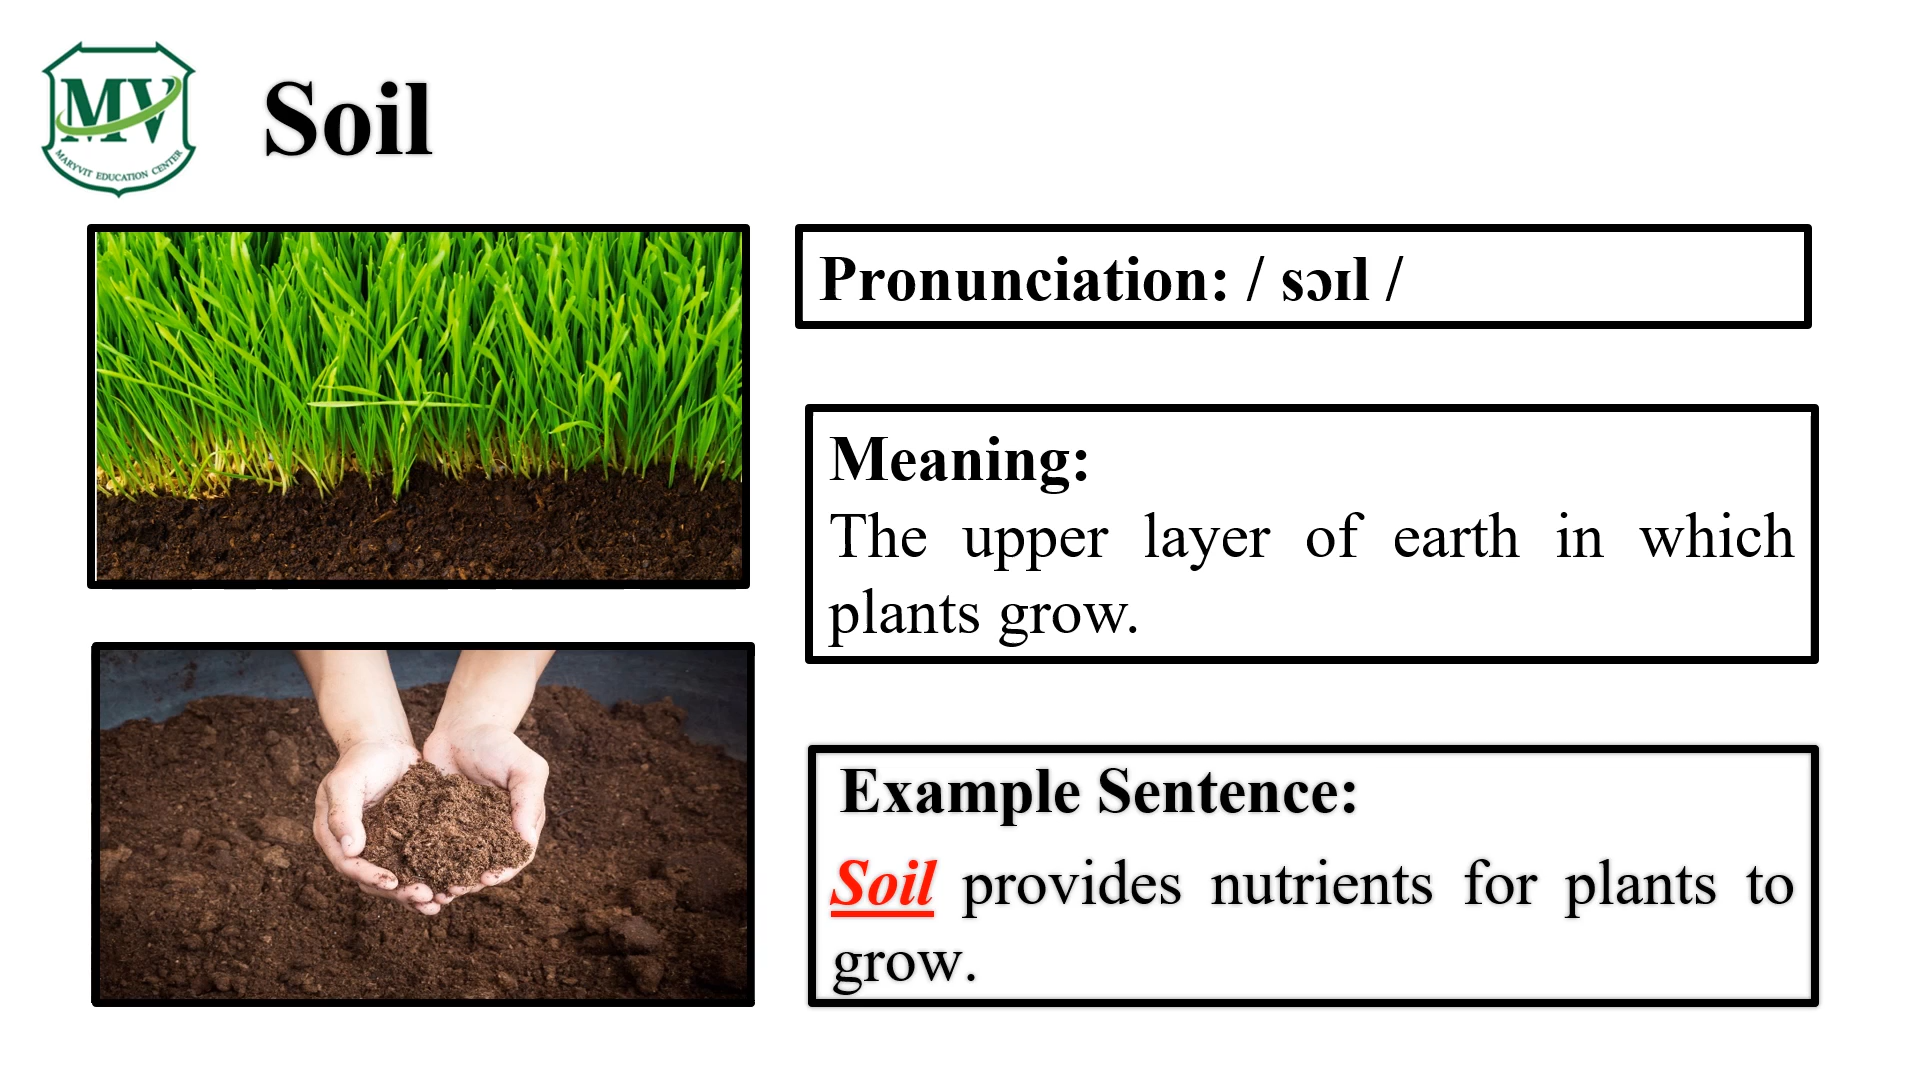 MV
MARYVIT EDUCATION CENTER
Soil
Pronunciation: / sɔɪl /
Meaning:
The upper layer of earth in which
plants grow.
Example Sentence:
Soil provides nutrients for plants to
grow.